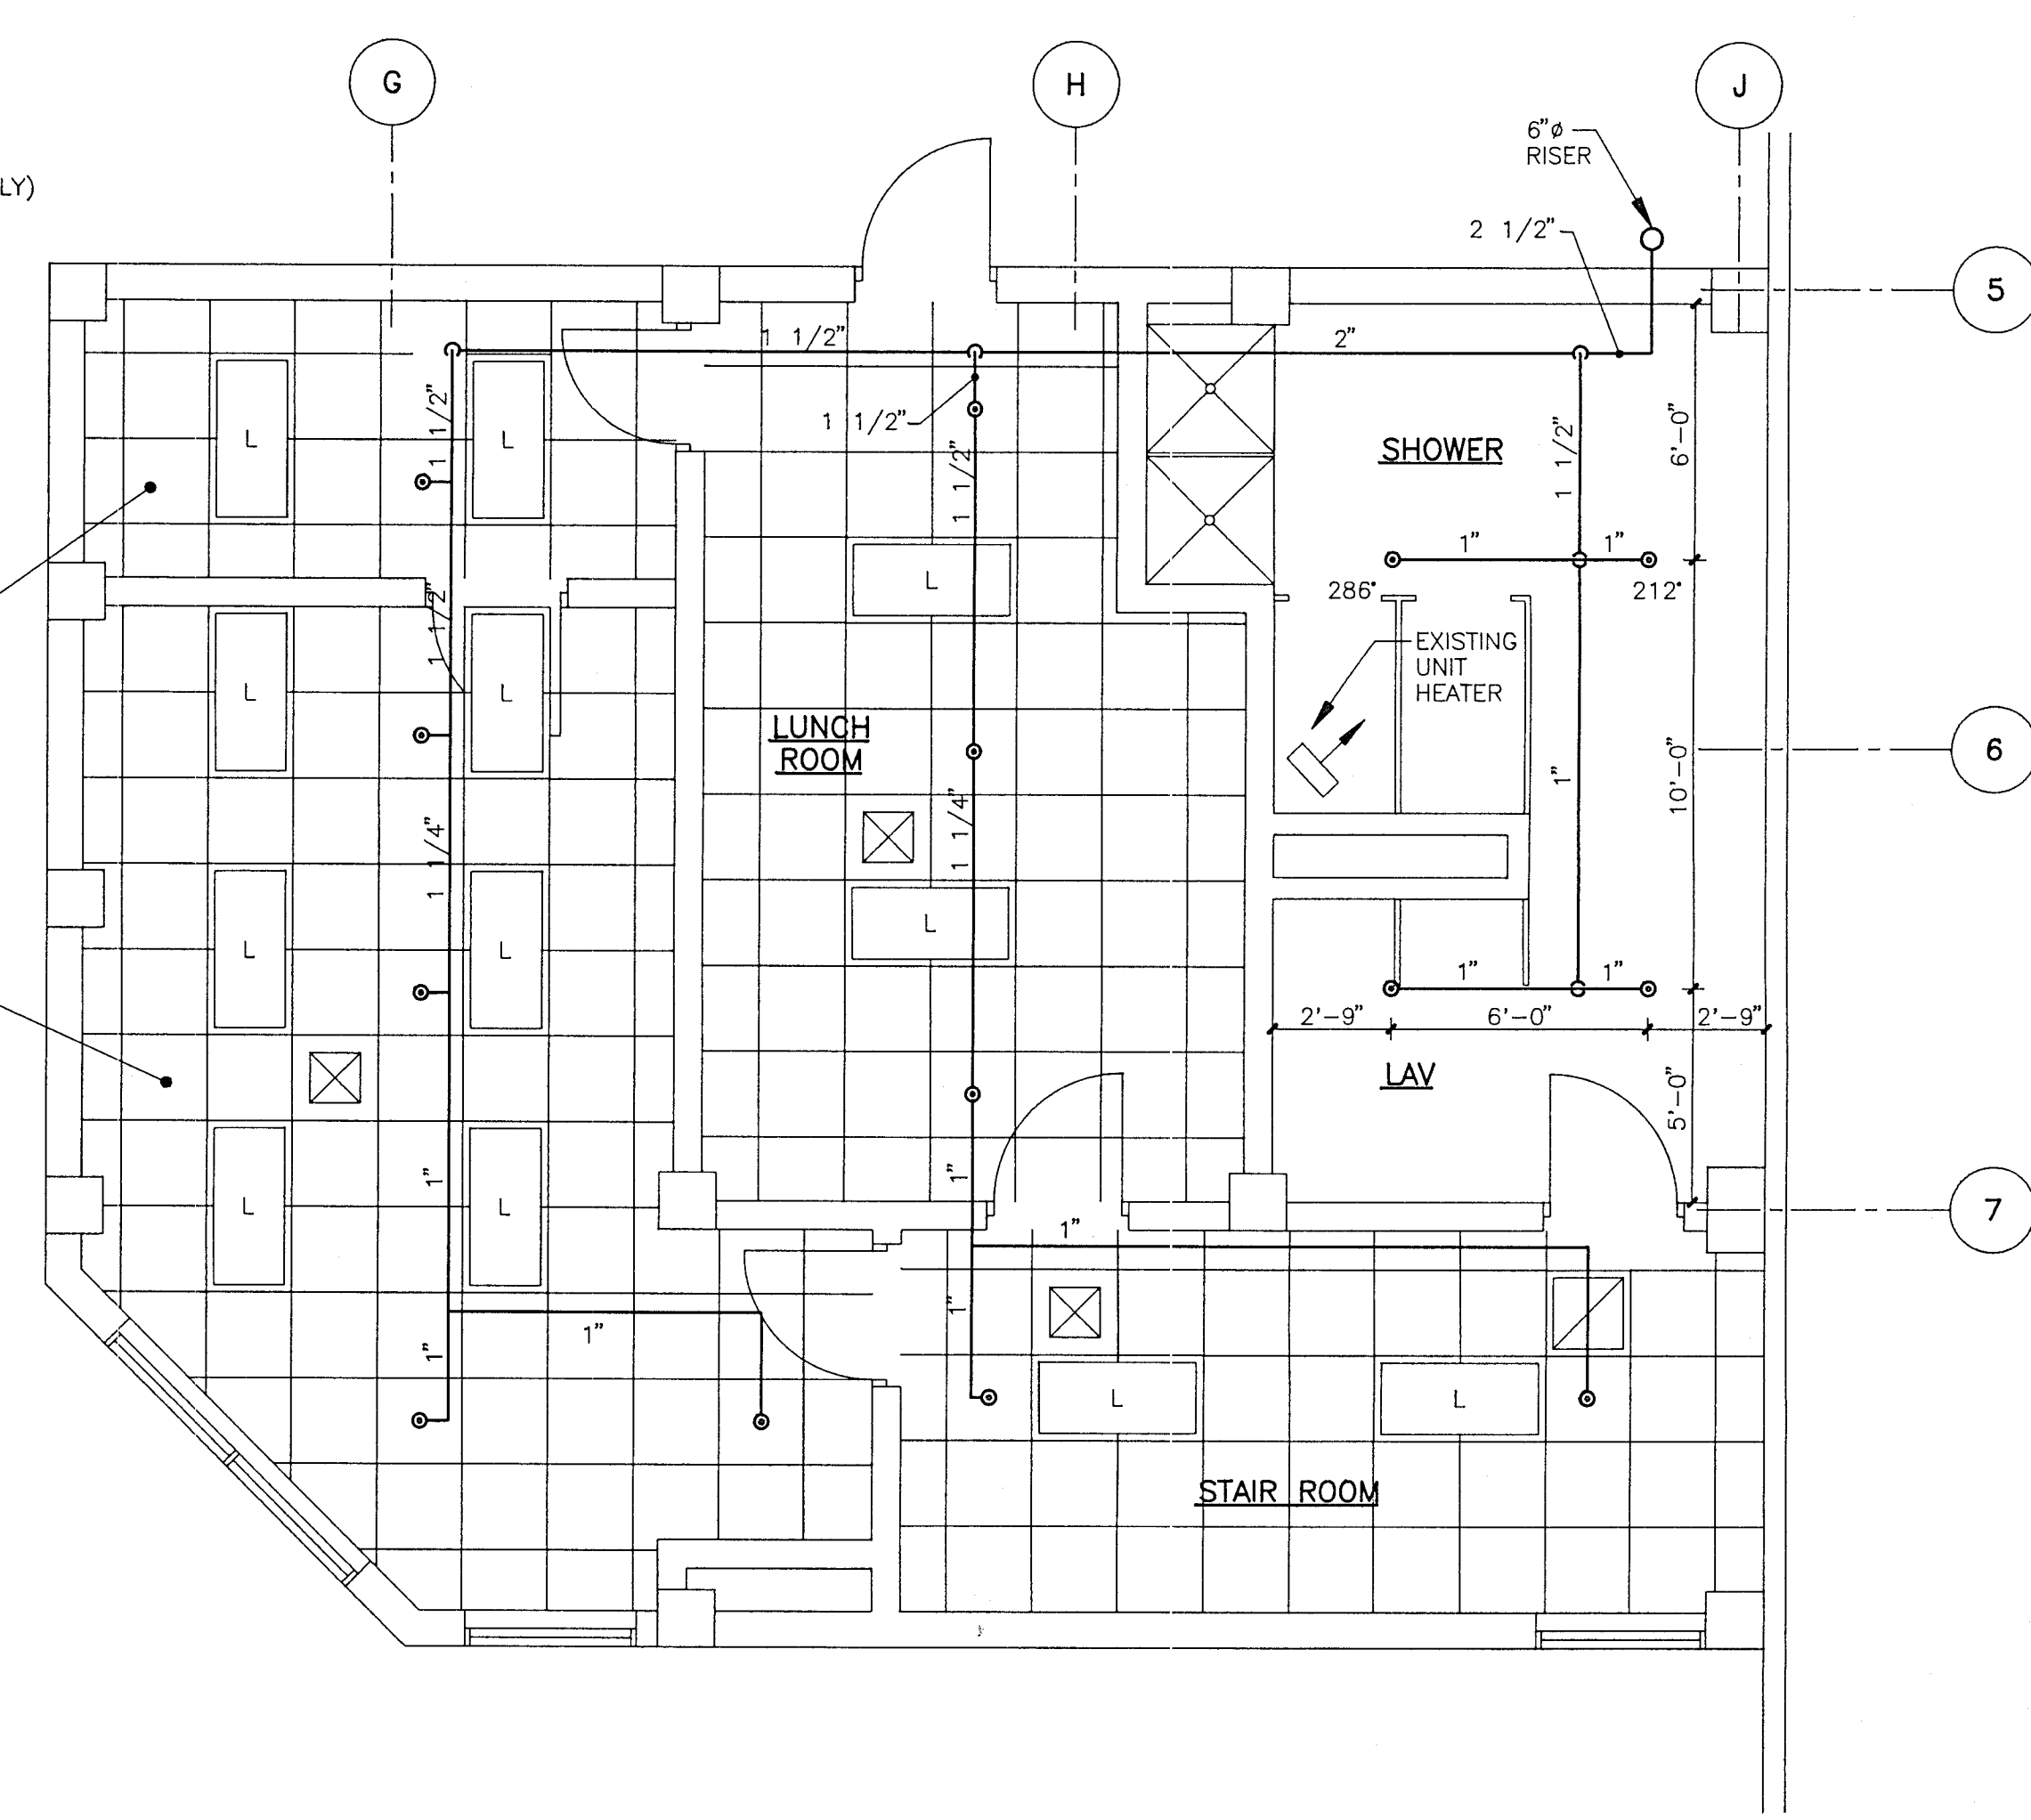 G
H
J
6"ø
RISER
LY)
2 1/2"
5
1 1/2"
2"
1 1/2"
1 1/2"
L
L
1 1/2"
SHOWER
1 1/2"
6'-0"
1"
1"
L
286°
212°
1 1/2"
EXISTING
UNIT
HEATER
L
L
LUNCH
ROOM
6
1"
10'-0"
1 1/4"
1 1/4"
L
L
L
1"
1"
2'-9"
6'-0"
2'-9"
LAV
5'-0"
1"
1"
L
L
7
1"
1"
1"
1"
L
L
STAIR ROOM